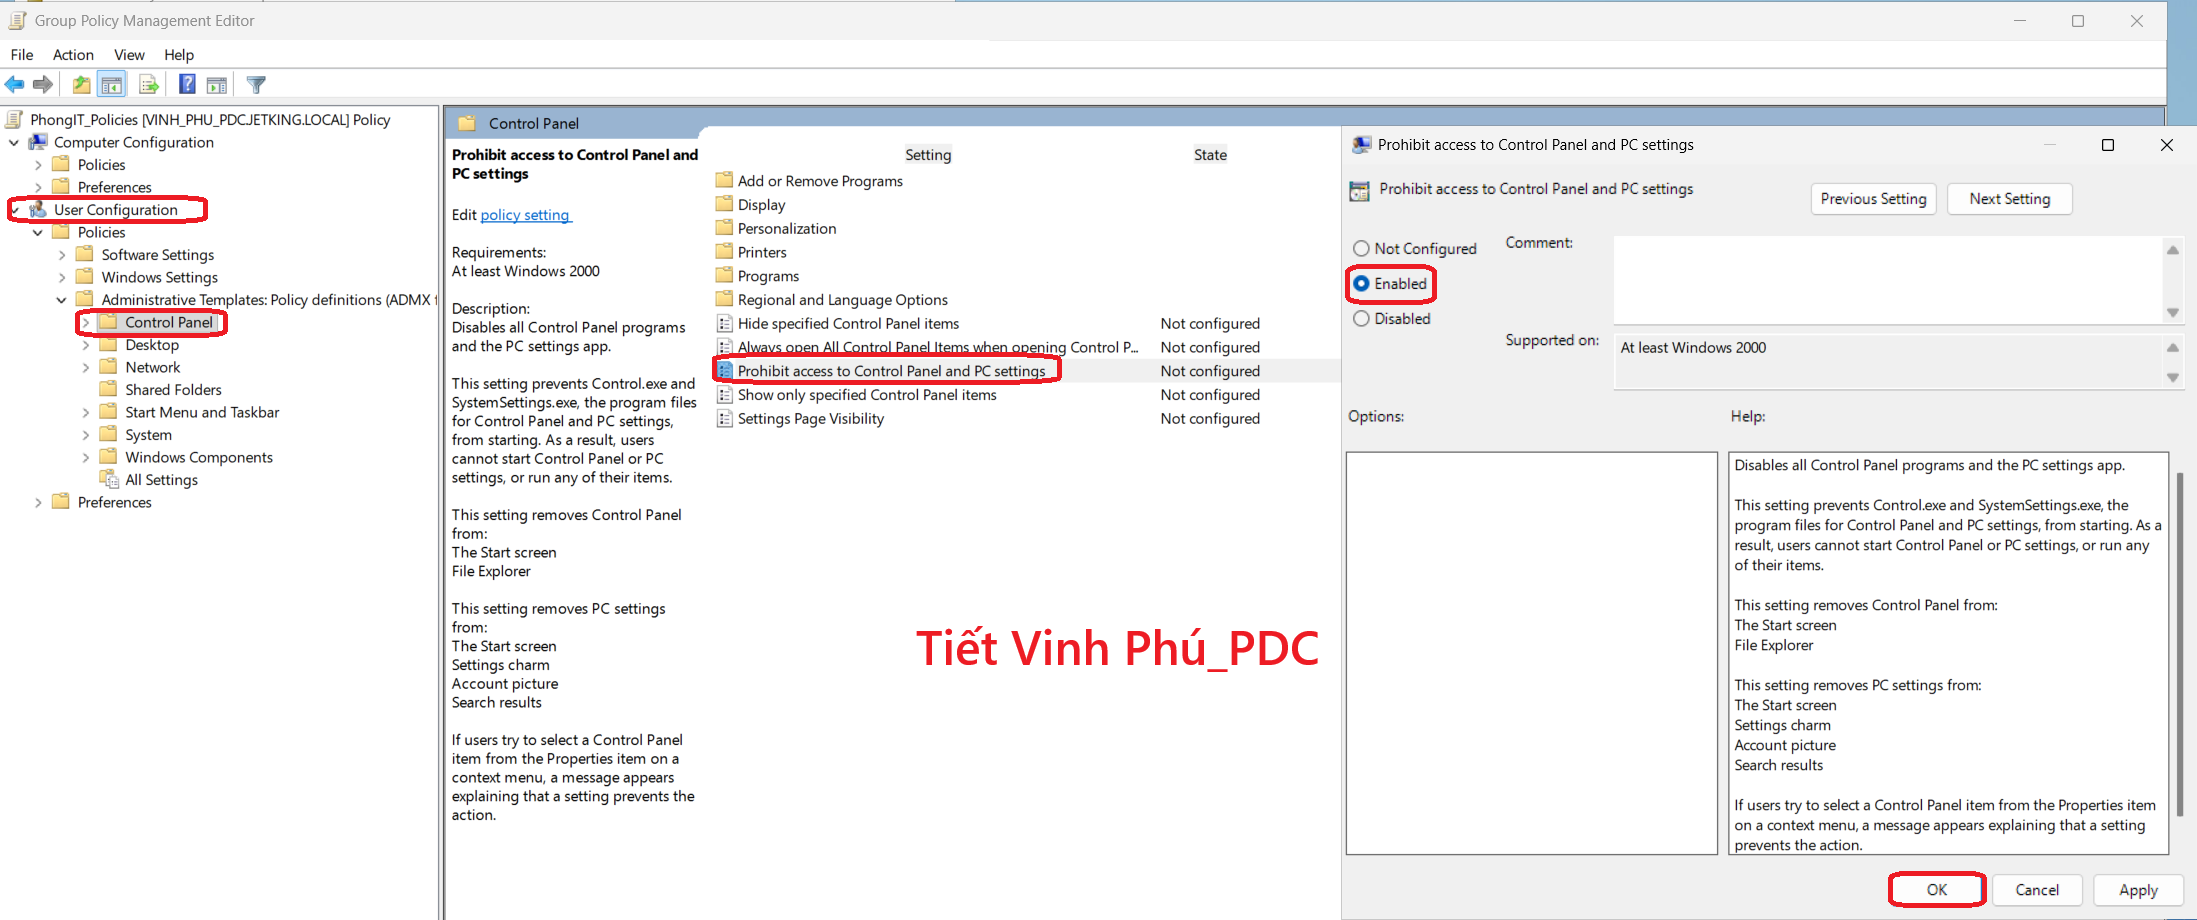 Group Policy Management Editor
File Action View Help
PhongIT_Policies [VINH_PHU_PDC.JETKING.LOCAL] Policy
Computer Configuration
Policies
Preferences
User Configuration
Policies
Software Settings
Windows Settings
Administrative Templates: Policy definitions (ADMX f
Control Panel
Desktop
Network
Shared Folders
Start Menu and Taskbar
System
Windows Components
All Settings
Preferences
Control Panel
Prohibit access to Control Panel and
PC settings
Edit policy setting
Requirements:
At least Windows 2000
Description:
Disables all Control Panel programs
and the PC settings app.
This setting prevents Control.exe and
SystemSettings.exe, the program files
for Control Panel and PC settings,
from starting. As a result, users
cannot start Control Panel or PC
settings, or run any of their items.
This setting removes Control Panel
from:
The Start screen
File Explorer
This setting removes PC settings
from:
The Start screen
Settings charm
Account picture
Search results
If users try to select a Control Panel
item from the Properties item on a
context menu, a message appears
explaining that a setting prevents the
action.
Setting State
Add or Remove Programs
Display
Personalization
Printers
Programs
Regional and Language Options
Hide specified Control Panel items Not configured
Always open All Control Panel Items when opening Control P... Not configured
Prohibit access to Control Panel and PC settings Not configured
Show only specified Control Panel items Not configured
Settings Page Visibility Not configured
Tiết Vinh Phú_PDC
Prohibit access to Control Panel and PC settings
Prohibit access to Control Panel and PC settings
Previous Setting Next Setting
Not Configured
Enabled
Disabled
Comment:
Supported on:
At least Windows 2000
Options:
Help:
Disables all Control Panel programs and the PC settings app.
This setting prevents Control.exe and SystemSettings.exe, the
program files for Control Panel and PC settings, from starting. As a
result, users cannot start Control Panel or PC settings, or run any
of their items.
This setting removes Control Panel from:
The Start screen
File Explorer
This setting removes PC settings from:
The Start screen
Settings charm
Account picture
Search results
If users try to select a Control Panel item from the Properties item
on a context menu, a message appears explaining that a setting
prevents the action.
OK Cancel Apply